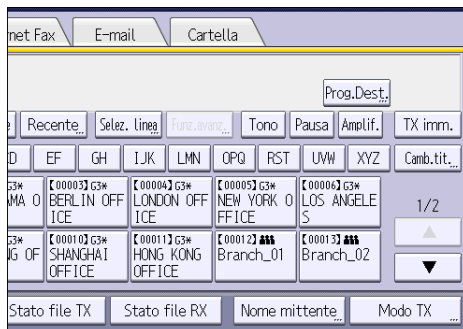 rnet Fax E-mail Cartella
Prog.Dest.
e Recente Selez. linea Funz.avanz. Tono Pausa Amplif. TX imm.
D EF GH IJK LMN OPQ RST UVW XYZ Camb.tit.
G3* 【00003】G3* 【00004】G3* 【00005】G3* 【00006】G3*
AMA O BERLIN OFF LONDON OFF NEW YORK O LOS ANGELE
ICE ICE FFICE S
1/2
G3* 【00010】G3* 【00011】G3* 【00012】 【00013】
NG OF SHANGHAI HONG KONG Branch_01 Branch_02
OFFICE OFFICE
Stato file TX Stato file RX Nome mittente Modo TX